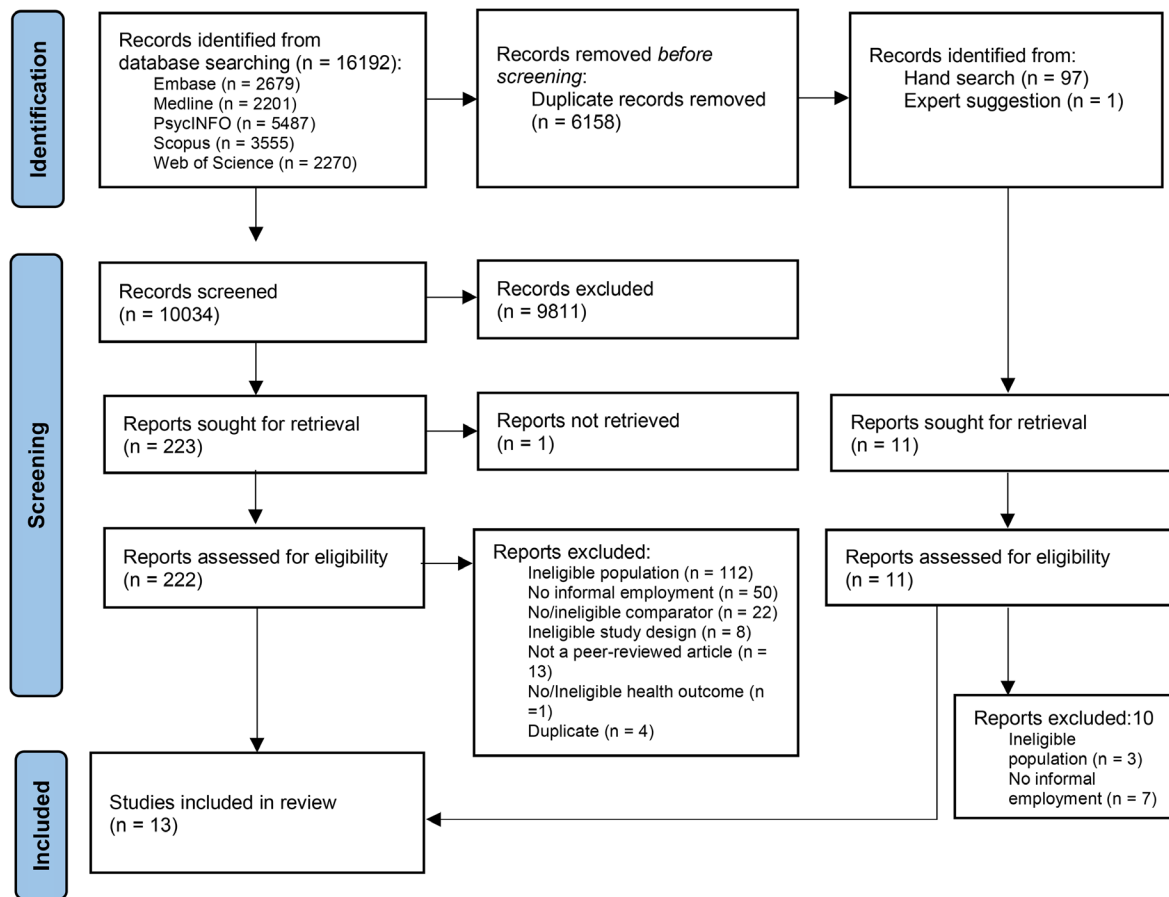 Identification
Records identified from
database searching (n = 16192):
Embase (n = 2679)
Medline (n = 2201)
PsycINFO (n = 5487)
Scopus (n = 3555)
Web of Science (n = 2270)
Records removed before
screening:
Duplicate records removed
(n = 6158)
Records identified from:
Hand search (n = 97)
Expert suggestion (n = 1)
Screening
Records screened
(n = 10034)
Records excluded
(n = 9811)
Reports sought for retrieval
(n = 223)
Reports not retrieved
(n = 1)
Reports sought for retrieval
(n = 11)
Reports assessed for eligibility
(n = 222)
Reports excluded:
Ineligible population (n = 112)
No informal employment (n = 50)
No/ineligible comparator (n = 22)
Ineligible study design (n = 8)
Not a peer-reviewed article (n =
13)
No/Ineligible health outcome (n
=1)
Duplicate (n = 4)
Reports assessed for eligibility
(n = 11)
Reports excluded:10
Ineligible
population (n = 3)
No informal
employment (n = 7)
Included
Studies included in review
(n = 13)